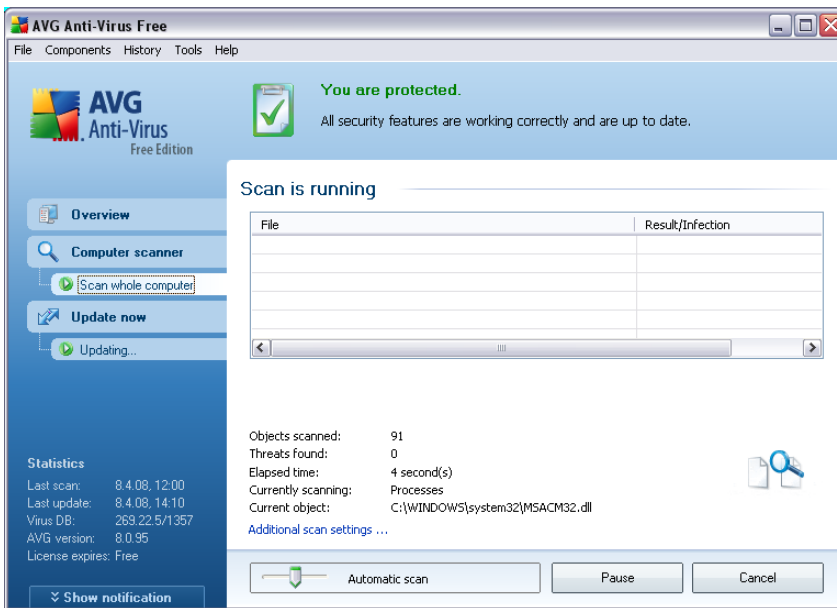 AVG Anti-Virus Free
File Components History Tools Help
AVG
Anti-Virus
Free Edition
You are protected.
All security features are working correctly and are up to date.
Overview
Computer scanner
Scan whole computer
Update now
Updating...
Statistics
Last scan: 8.4.08, 12:00
Last update: 8.4.08, 14:10
Virus DB: 269.22.5/1357
AVG version: 8.0.95
License expires: Free
Show notification
Scan is running
File Result/Infection
Objects scanned: 91
Threats found: 0
Elapsed time: 4 second(s)
Currently scanning: Processes
Current object: C:\WINDOWS\system32\MSACM32.dll
Additional scan settings ...
Automatic scan Pause Cancel